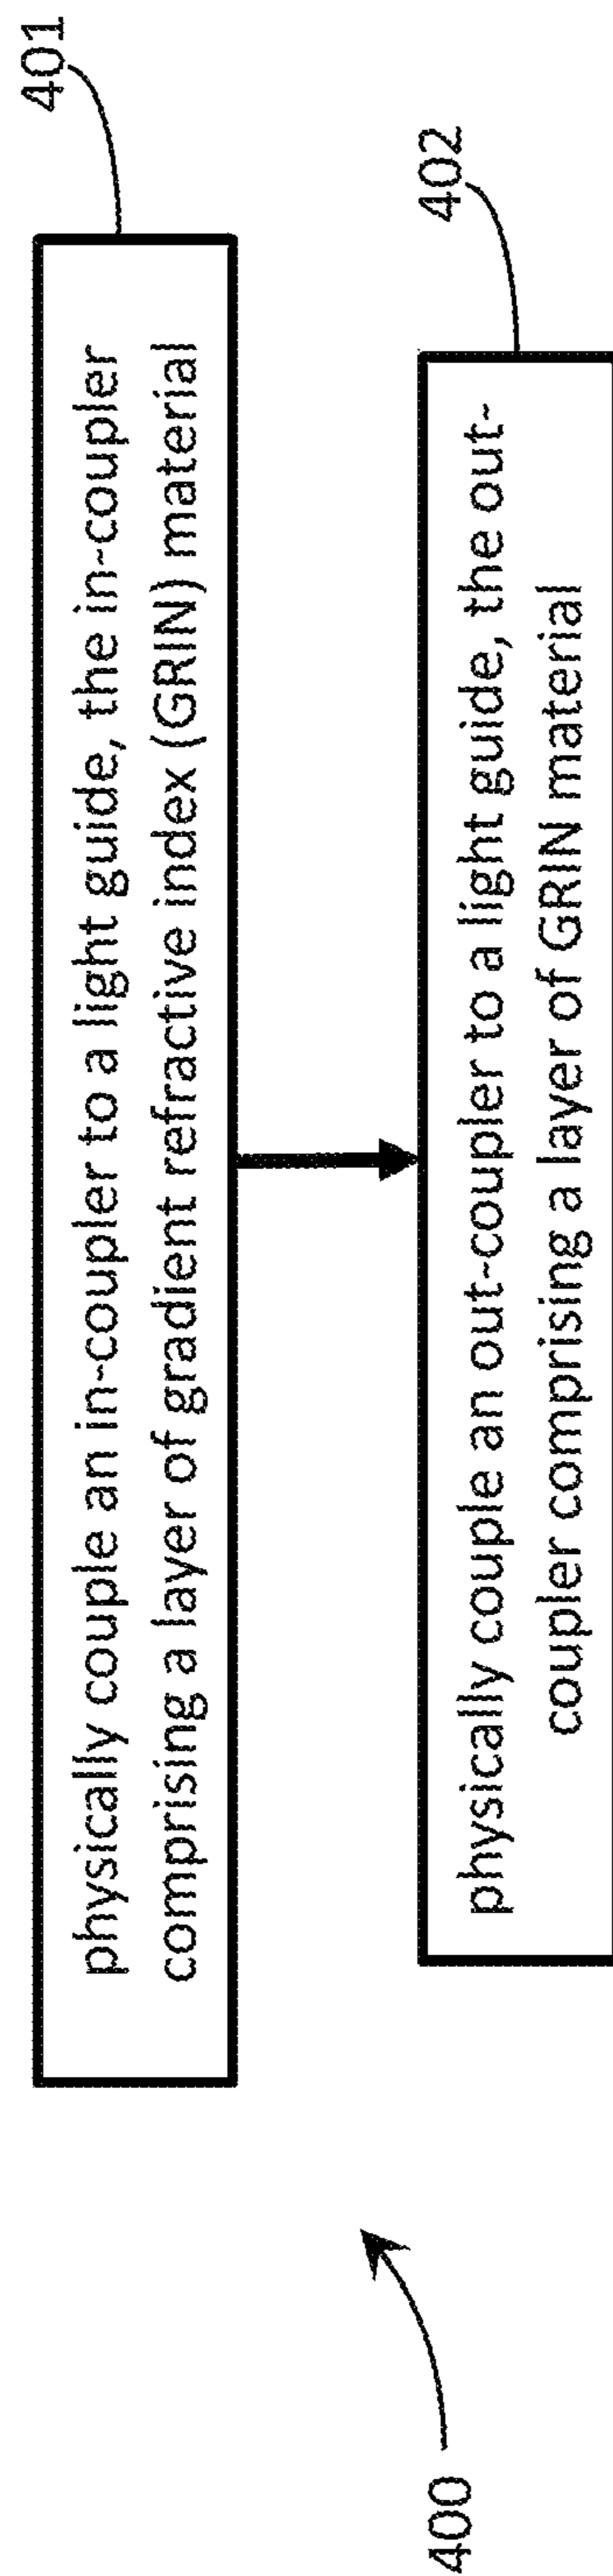 400
401
physically couple an in-coupler to a light guide, the in-coupler
comprising a layer of gradient refractive index (GRIN) material
402
physically couple an out-coupler to a light guide, the out-
coupler comprising a layer of GRIN material